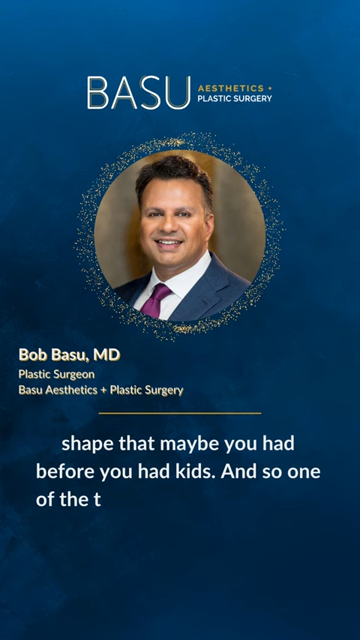 BASU AESTHETICS +
PLASTIC SURGERY
Bob Basu, MD
Plastic Surgeon
Basu Aesthetics + Plastic Surgery
shape that maybe you had
before you had kids. And so one
of the t